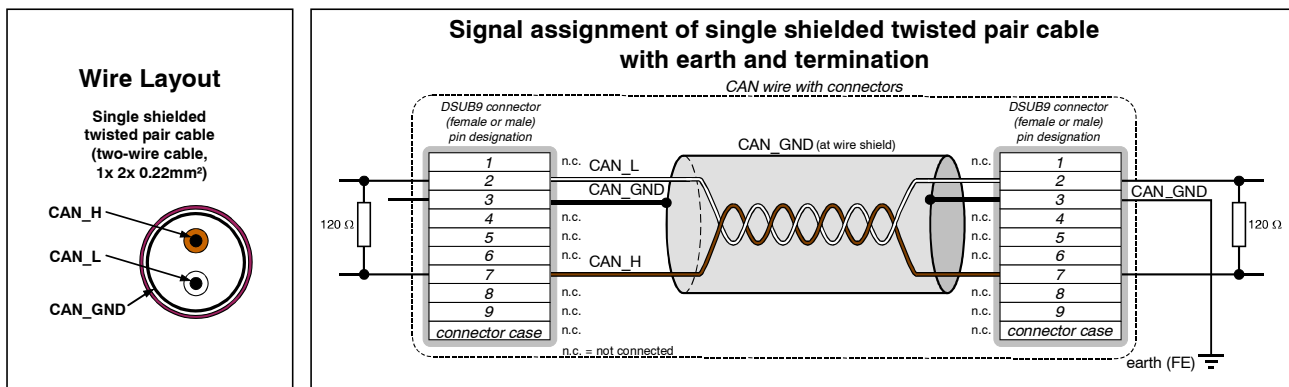 Wire Layout
Single shielded
twisted pair cable
(two-wire cable,
1x 2x 0.22mm²)
CAN_H
CAN_L
CAN_GND
Signal assignment of single shielded twisted pair cable
with earth and termination
CAN wire with connectors
DSUB9 connector
(female or male)
pin designation
1
2
3
4
5
6
7
8
9
connector case
120 Ω
n.c.
n.c.
n.c.
n.c.
n.c.
n.c.
n.c.
n.c. = not connected
CAN_L
CAN_GND
CAN_H
CAN_GND (at wire shield)
n.c.
n.c.
n.c.
n.c.
n.c.
n.c.
n.c.
DSUB9 connector
(female or male)
pin designation
1
2
3
4
5
6
7
8
9
connector case
CAN_GND
120 Ω
earth (FE)